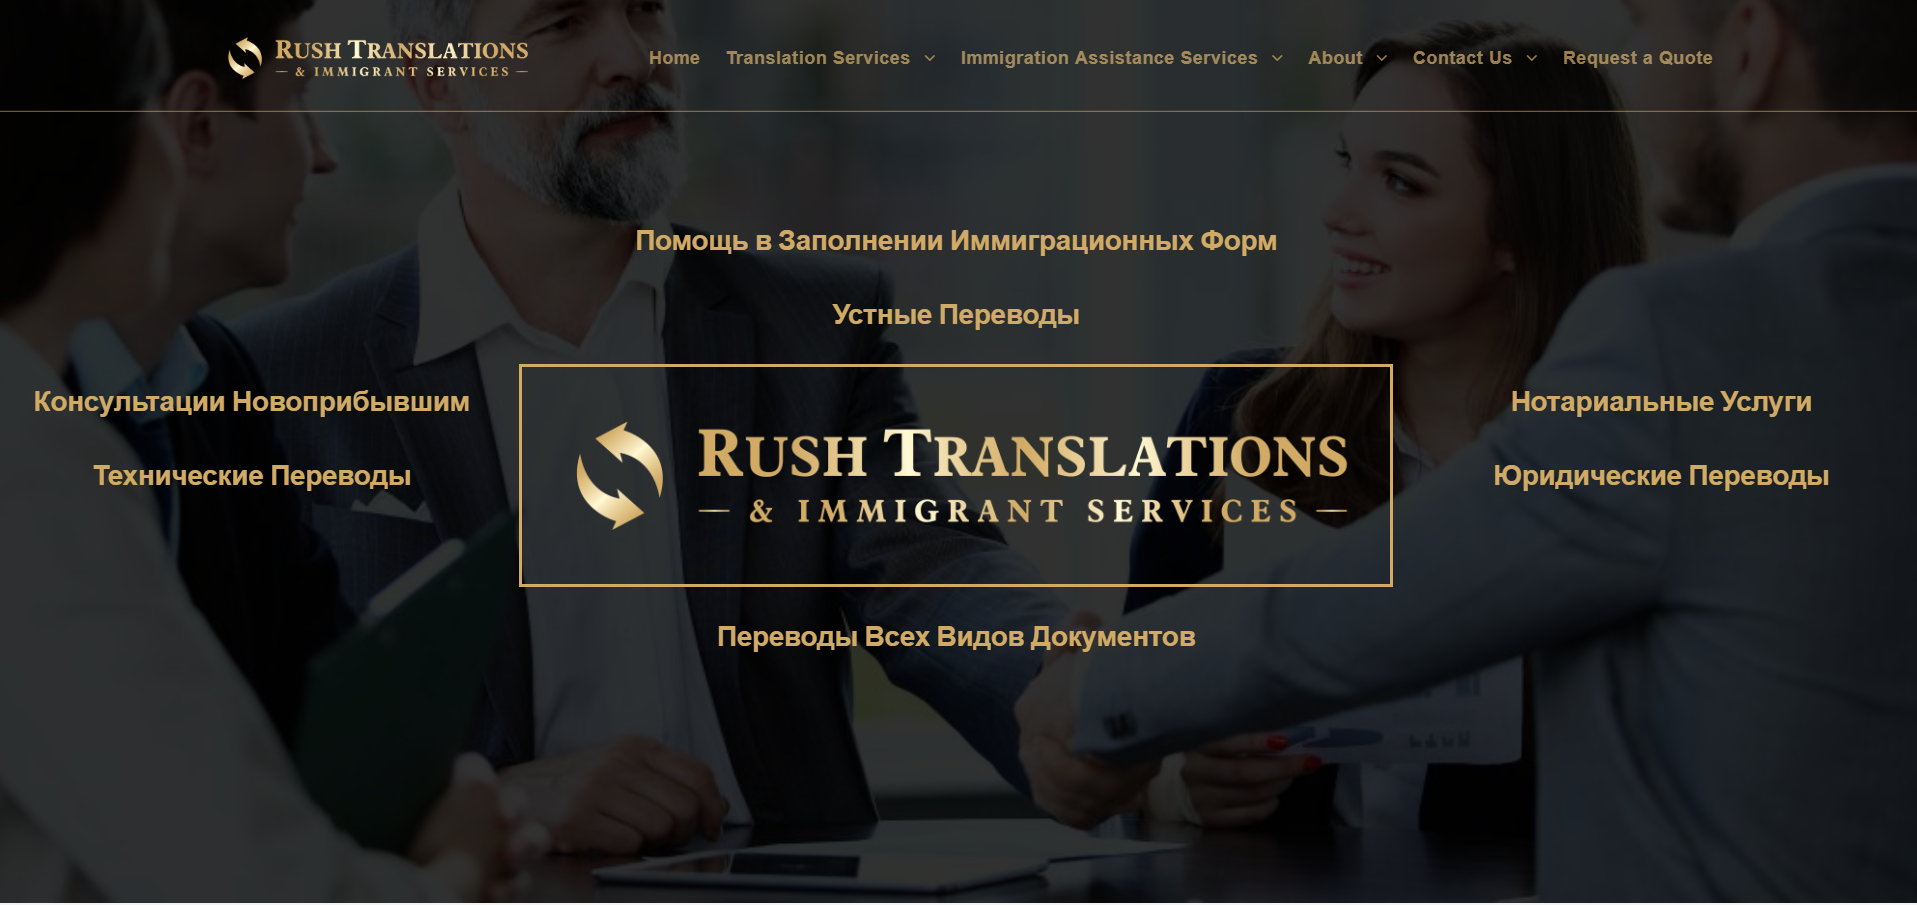 RUSH TRANSLATIONS
& IMMIGRANT SERVICES
Home Translation Services Immigration Assistance Services About Contact Us Request a Quote
Помощь в Заполнении Иммиграционных Форм
Устные Переводы
Консультации Новоприбывшим
Технические Переводы
RUSH TRANSLATIONS
& IMMIGRANT SERVICES
Нотариальные Услуги
Юридические Переводы
Переводы Всех Видов Документов